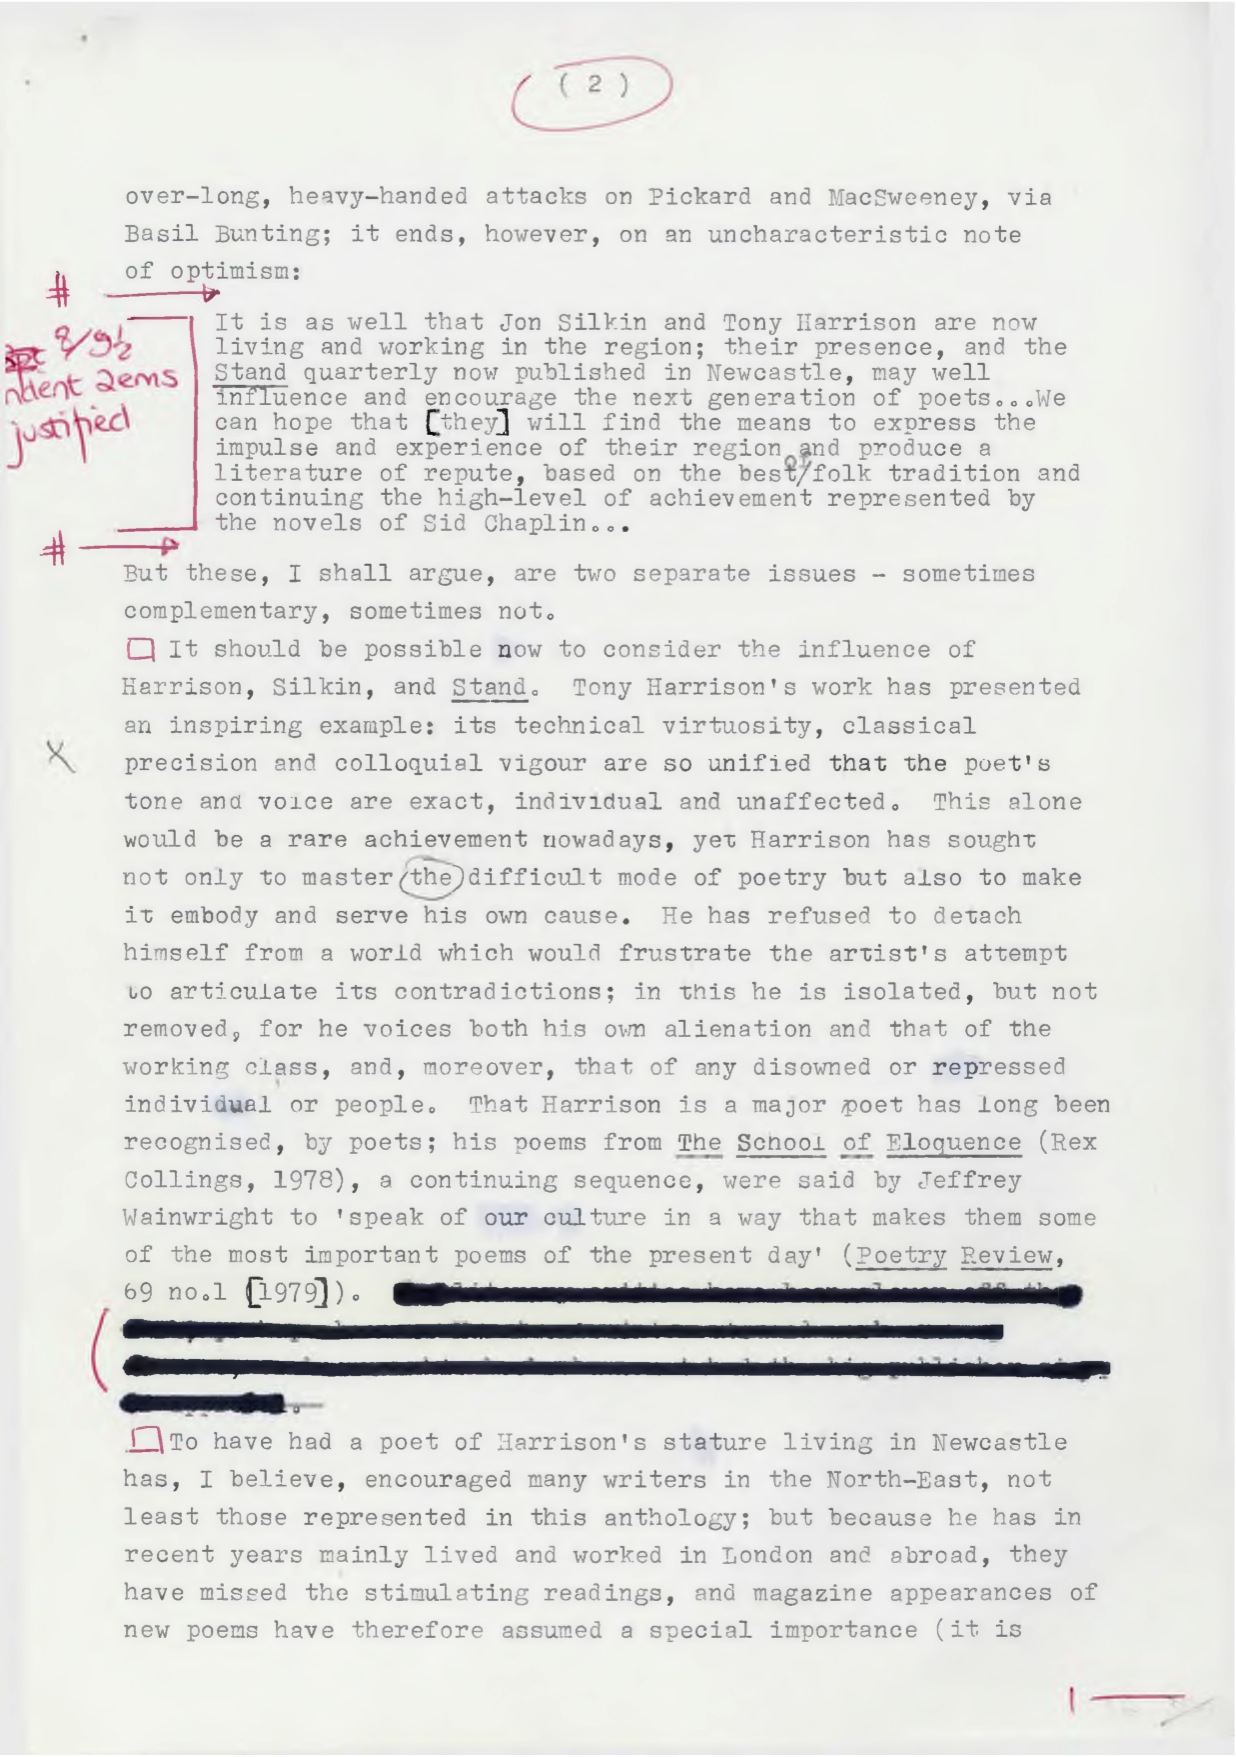 ( 2 )
over-long, heavy-handed attacks on Pickard and MacSweeney, via
Basil Bunting; it ends, however, on an uncharacteristic note
of optimism:
#
8/9½
ndent 2ems
justified
It is as well that Jon Silkin and Tony Harrison are now
living and working in the region; their presence, and the
Stand quarterly now published in Newcastle, may well
influence and encourage the next generation of poets...We
can hope that [they] will find the means to express the
impulse and experience of their region and produce a
literature of repute, based on the best of/folk tradition and
continuing the high-level of achievement represented by
the novels of Sid Chaplin...
#
But these, I shall argue, are two separate issues - sometimes
complementary, sometimes not.
It should be possible now to consider the influence of
Harrison, Silkin, and Stand. Tony Harrison's work has presented
an inspiring example: its technical virtuosity, classical
X
precision and colloquial vigour are so unified that the poet's
tone and voice are exact, individual and unaffected. This alone
would be a rare achievement nowadays, yet Harrison has sought
not only to master the difficult mode of poetry but also to make
it embody and serve his own cause. He has refused to detach
himself from a world which would frustrate the artist's attempt
to articulate its contradictions; in this he is isolated, but not
removed, for he voices both his own alienation and that of the
working class, and, moreover, that of any disowned or repressed
individual or people. That Harrison is a major poet has long been
recognised, by poets; his poems from The School of Eloquence (Rex
Collings, 1978), a continuing sequence, were said by Jeffrey
Wainwright to 'speak of our culture in a way that makes them some
of the most important poems of the present day' (Poetry Review,
69 no.1 [1979]).
To have had a poet of Harrison's stature living in Newcastle
has, I believe, encouraged many writers in the North-East, not
least those represented in this anthology; but because he has in
recent years mainly lived and worked in London and abroad, they
have missed the stimulating readings, and magazine appearances of
new poems have therefore assumed a special importance (it is